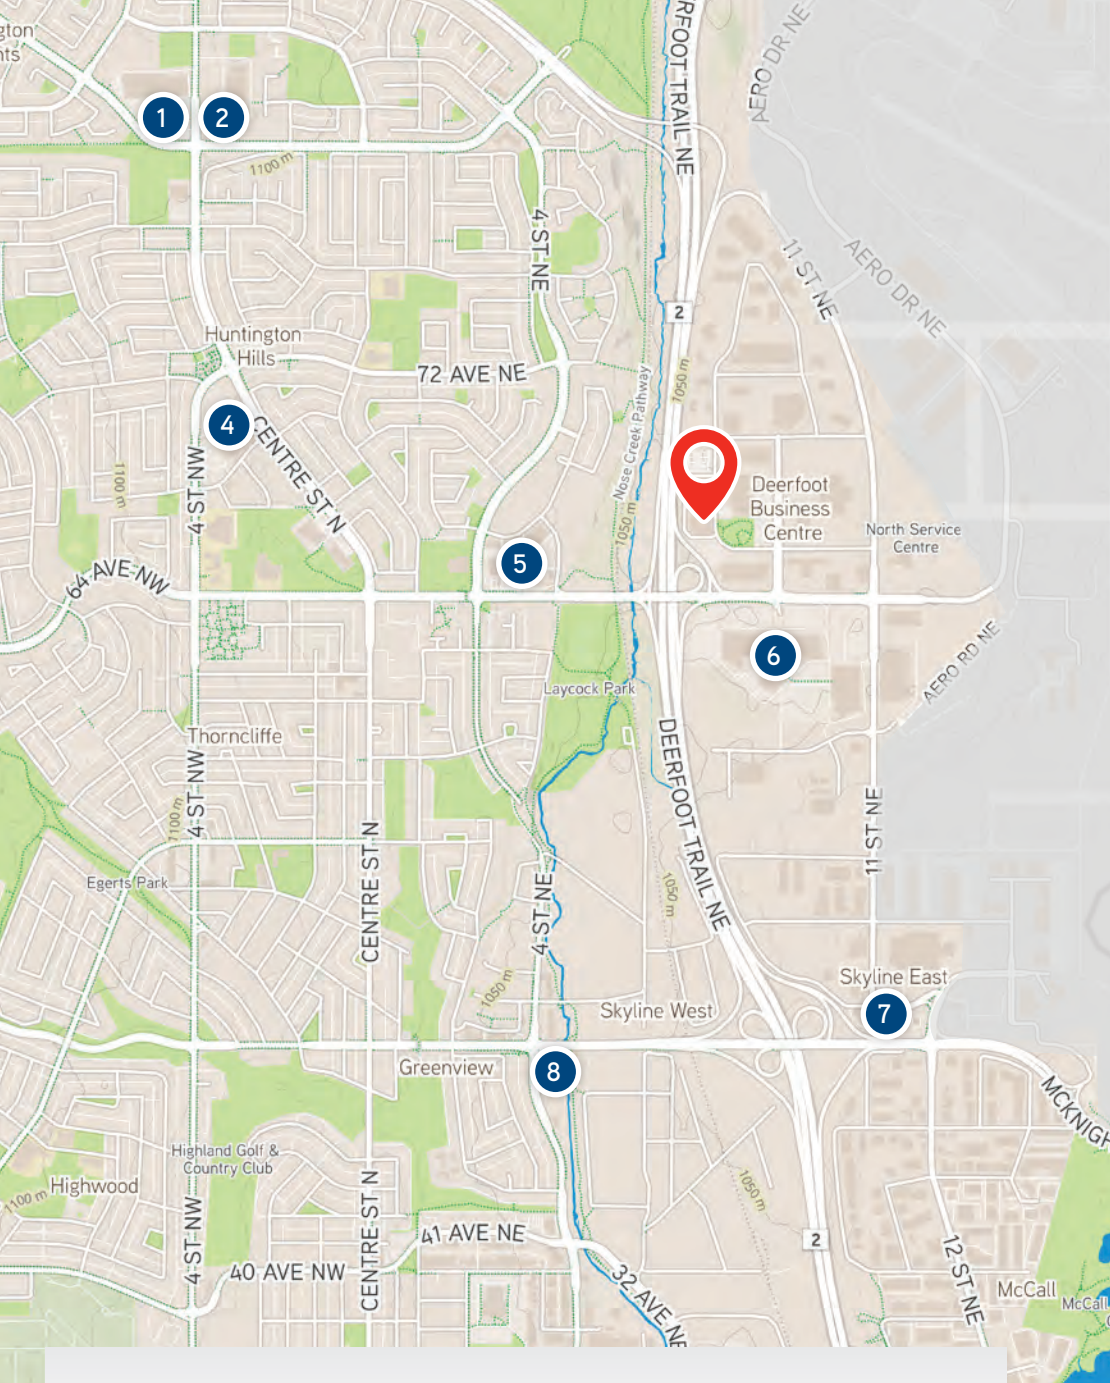 gton
nts
RFOOT TRAIL NE
AERO DR NE
1
2
1100 m
4 ST NE
11 ST NE
AERO DR NE
2
Huntington
Hills
72 AVE NE
1050 m
Nose Creek Pathway
4
CENTRE ST N
1100 m
4 ST NW
Deerfoot
Business
Centre
North Service
Centre
1050 m
5
64 AVE NW
6
AERO RD NE
Laycock Park
Thorncliffe
DEERFOOT TRAIL NE
4 ST NW
1100 m
11 ST NE
CENTRE ST N
Egerts Park
4 ST NE
1050 m
1050 m
Skyline East
Skyline West
7
Greenview
8
MCKNIGH
Highland Golf &
Country Club
Highwood
1100 m
1050 m
4 ST NW
CENTRE ST N
41 AVE NE
2
40 AVE NW
32 AVE NE
12 ST NE
McCall
McCall